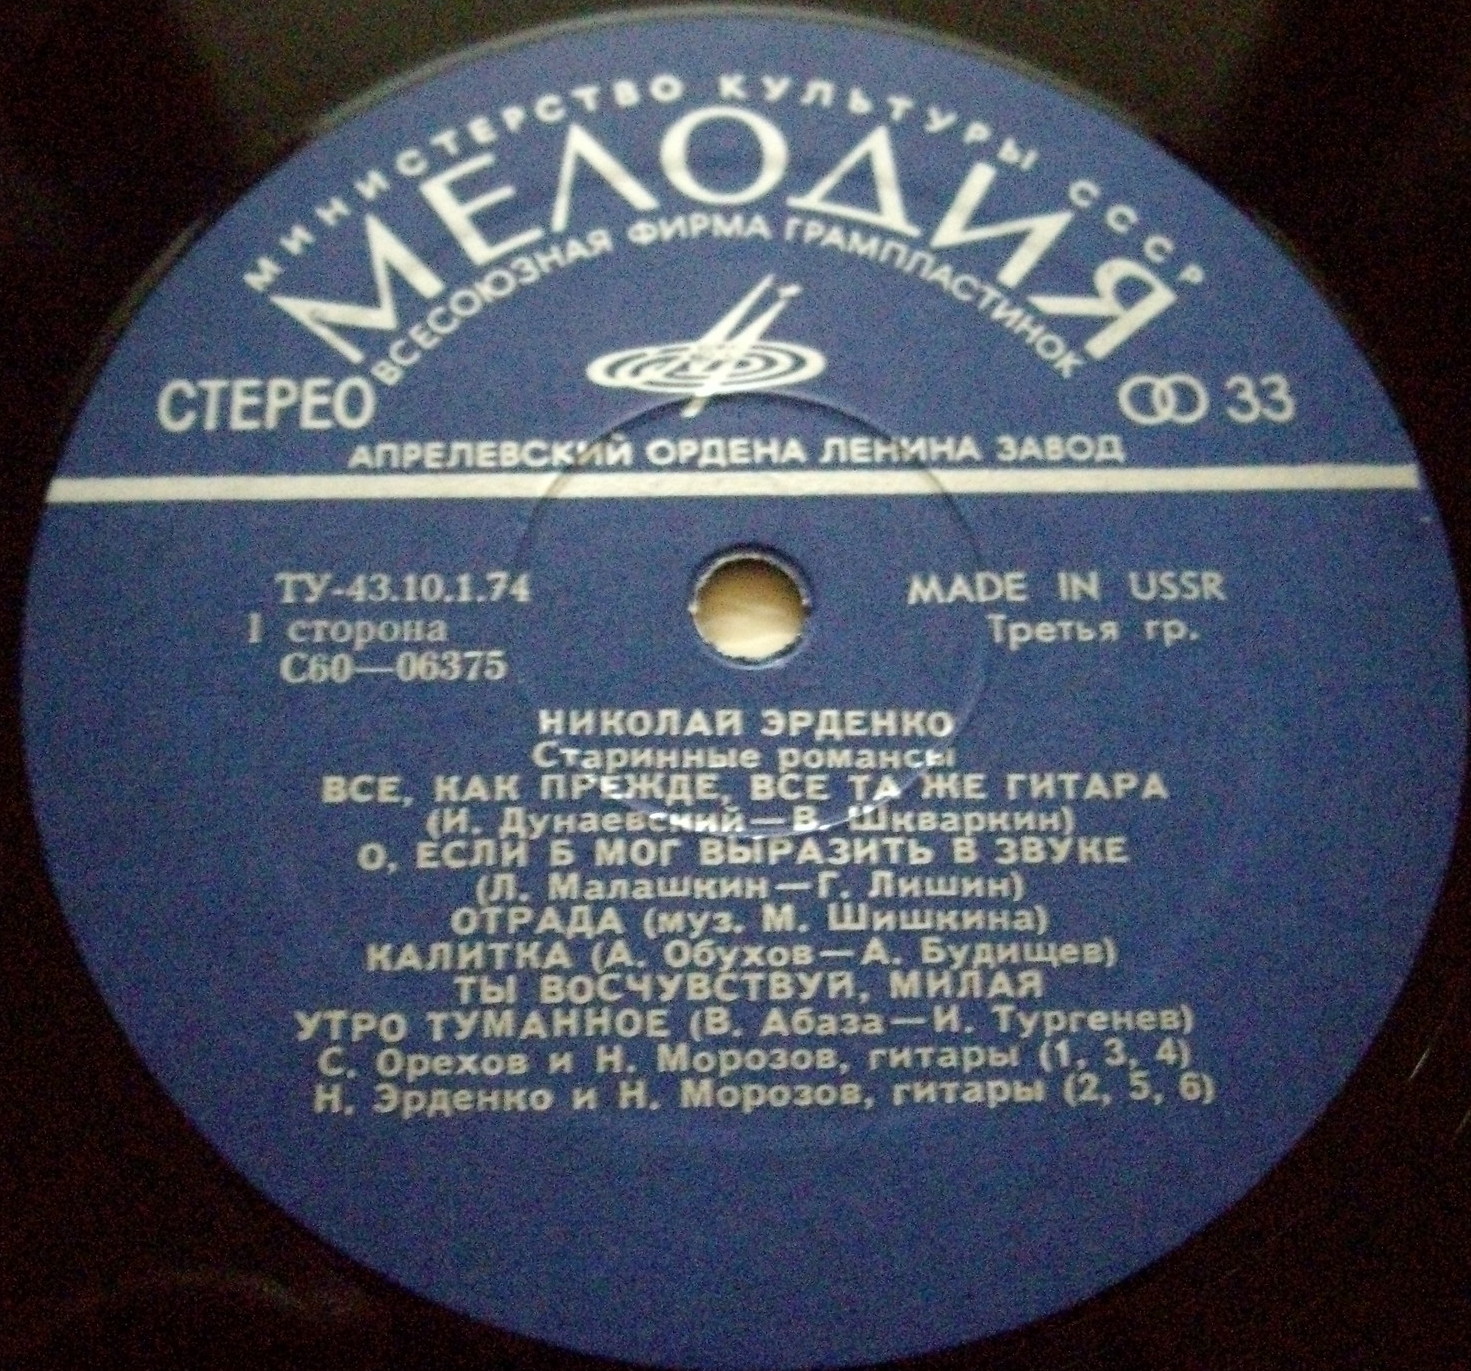 МИНИСТЕРСТВО КУЛЬТУРЫ СССР
МЕЛОДИЯ
ВСЕСОЮЗНАЯ ФИРМА ГРАМПЛАСТИНОК
СТЕРЕО
33
АПРЕЛЕВСКИЙ ОРДЕНА ЛЕНИНА ЗАВОД
ТУ-43.10.1.74
MADE IN USSR
1 сторона
Третья гр.
С60—06375
НИКОЛАЙ ЭРДЕНКО
Старинные романсы
ВСЕ, КАК ПРЕЖДЕ, ВСЕ ТА ЖЕ ГИТАРА
(И. Дунаевский—В. Шкваркин)
О, ЕСЛИ Б МОГ ВЫРАЗИТЬ В ЗВУКЕ
(Л. Малашкин—Г. Лишин)
ОТРАДА (муз. М. Шишкина)
КАЛИТКА (А. Обухов—А. Будищев)
ТЫ ВОСЧУВСТВУЙ, МИЛАЯ
УТРО ТУМАННОЕ (В. Абаза—И. Тургенев)
С. Орехов и Н. Морозов, гитары (1, 3, 4)
Н. Эрденко и Н. Морозов, гитары (2, 5, 6)